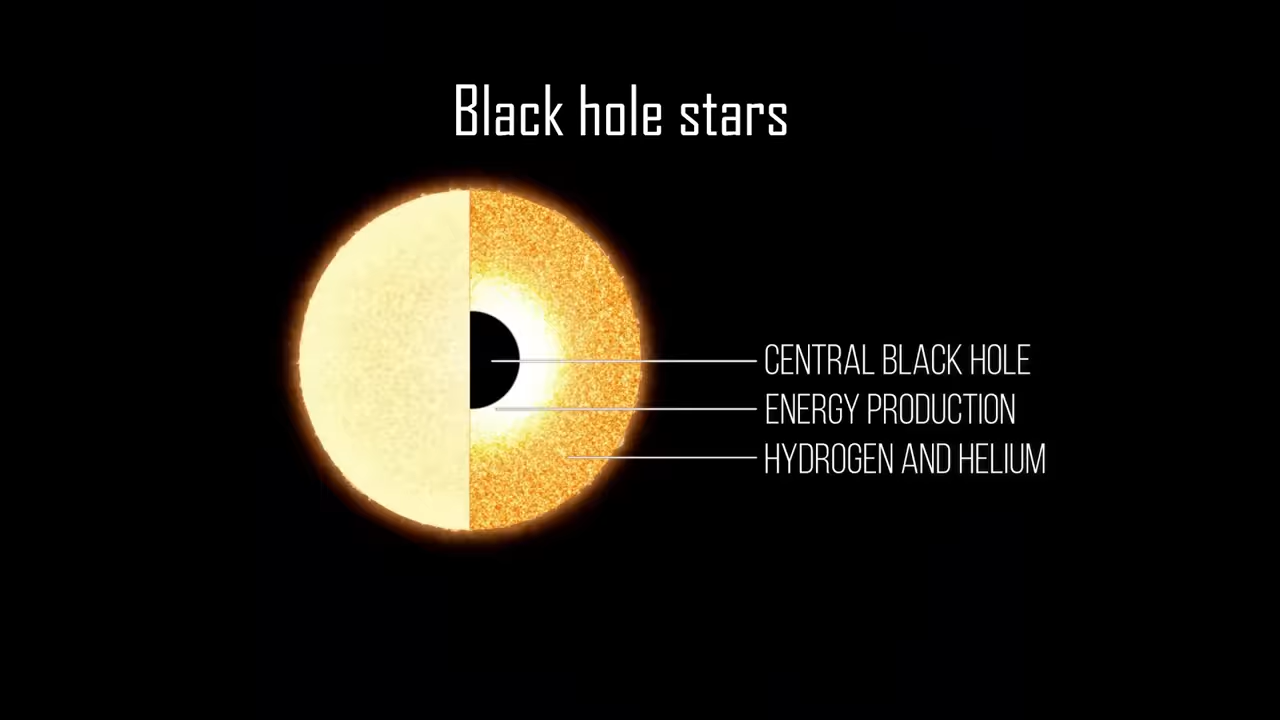 Black hole stars
CENTRAL BLACK HOLE
ENERGY PRODUCTION
HYDROGEN AND HELIUM